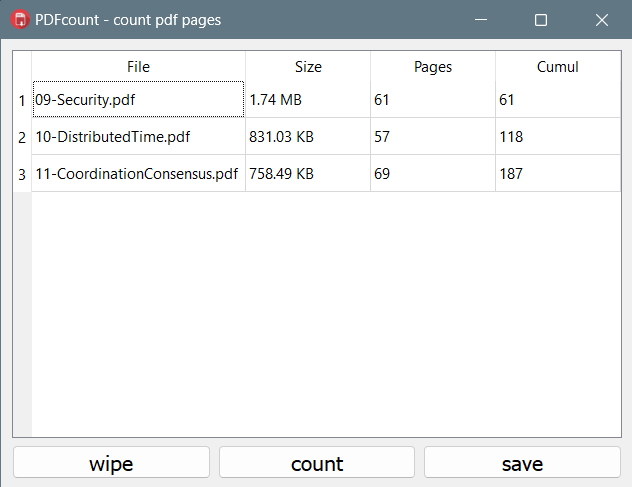 PDFcount - count pdf pages
File Size Pages Cumul
1 09-Security.pdf 1.74 MB 61 61
2 10-DistributedTime.pdf 831.03 KB 57 118
3 11-CoordinationConsensus.pdf 758.49 KB 69 187
wipe count save